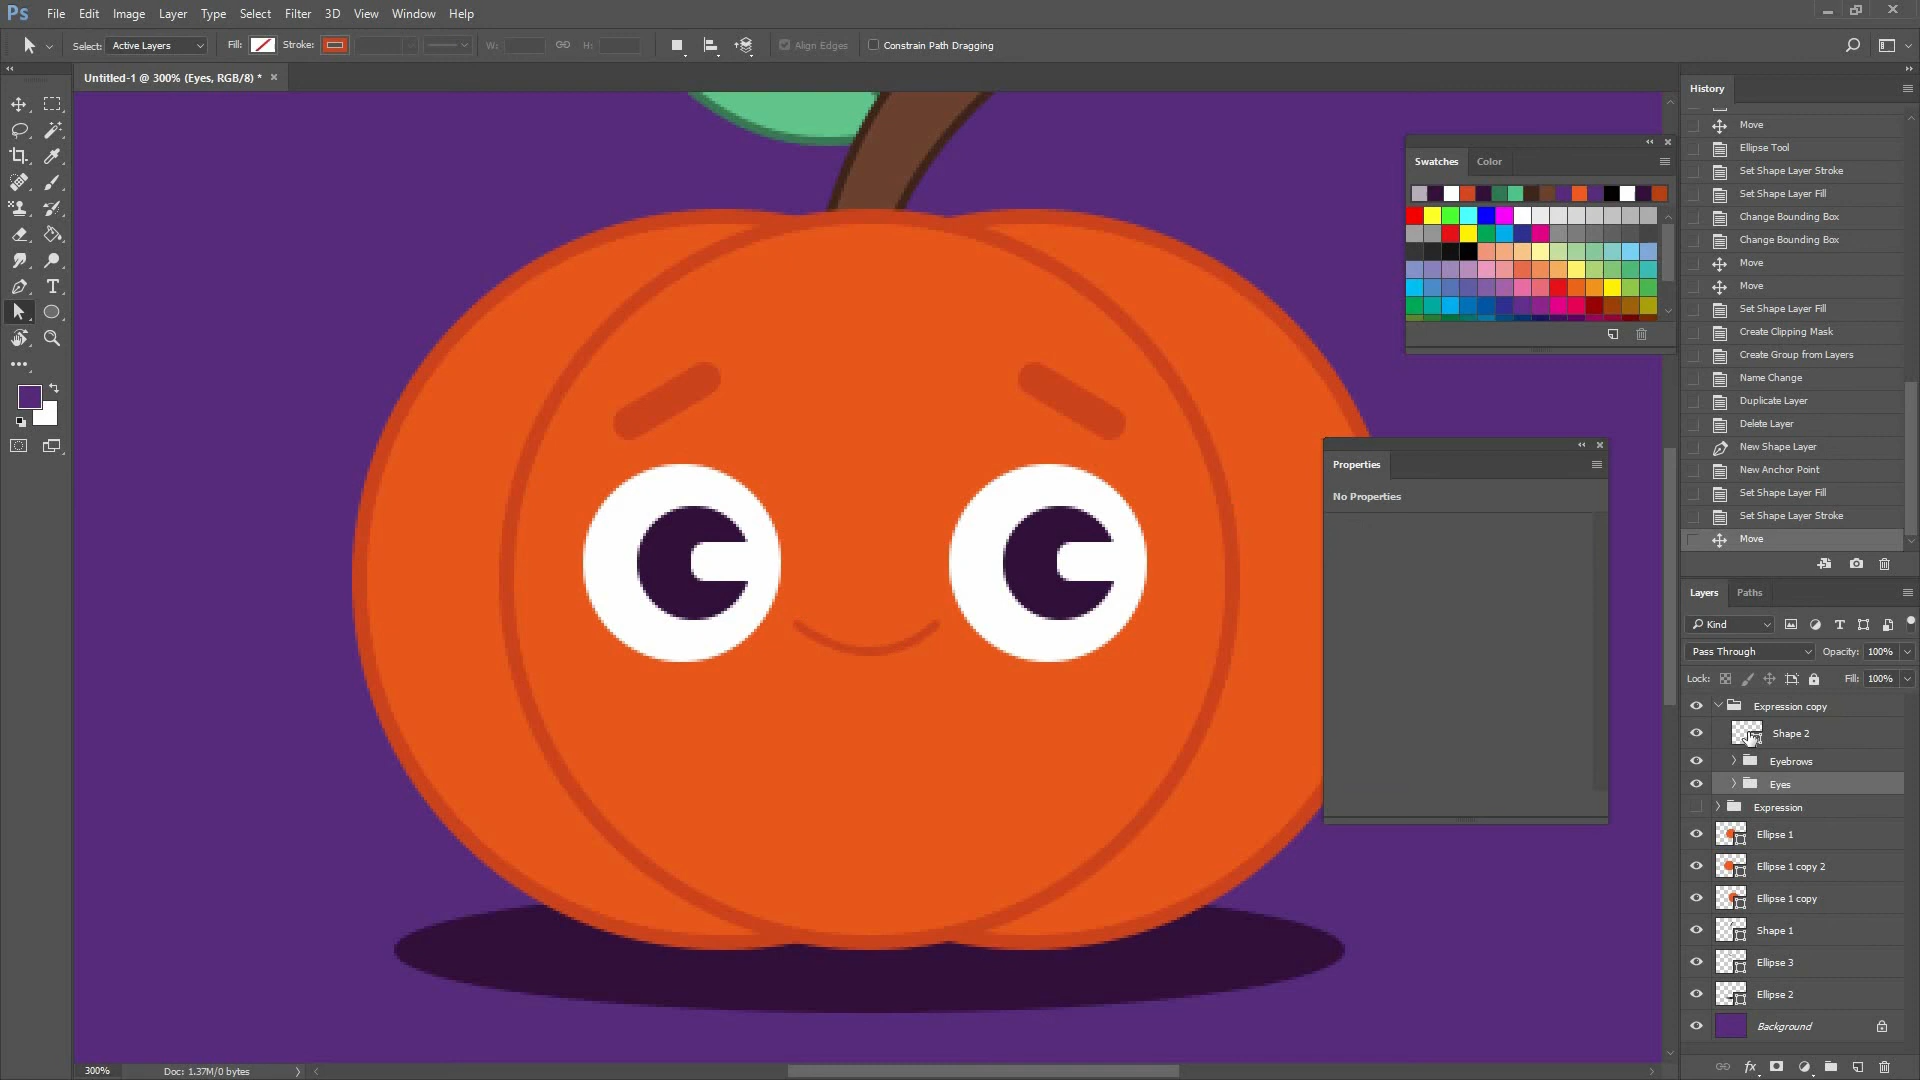 Ps File Edit Image Layer Type Select Filter 3D View Window Help
Select: Active Layers Fill: Stroke: W: H: Align Edges Constrain Path Dragging
Untitled-1 @ 300% (Eyes, RGB/8) *
History
Move
Ellipse Tool
Set Shape Layer Stroke
Set Shape Layer Fill
Change Bounding Box
Change Bounding Box
Move
Move
Set Shape Layer Fill
Create Clipping Mask
Create Group from Layers
Name Change
Duplicate Layer
Delete Layer
New Shape Layer
New Anchor Point
Set Shape Layer Fill
Set Shape Layer Stroke
Move
Swatches Color
Properties
No Properties
Layers Paths
Kind
Pass Through Opacity: 100%
Lock: Fill: 100%
Expression copy
Shape 2
Eyebrows
Eyes
Expression
Ellipse 1
Ellipse 1 copy 2
Ellipse 1 copy
Shape 1
Ellipse 3
Ellipse 2
Background
300% Doc: 1.37M/0 bytes